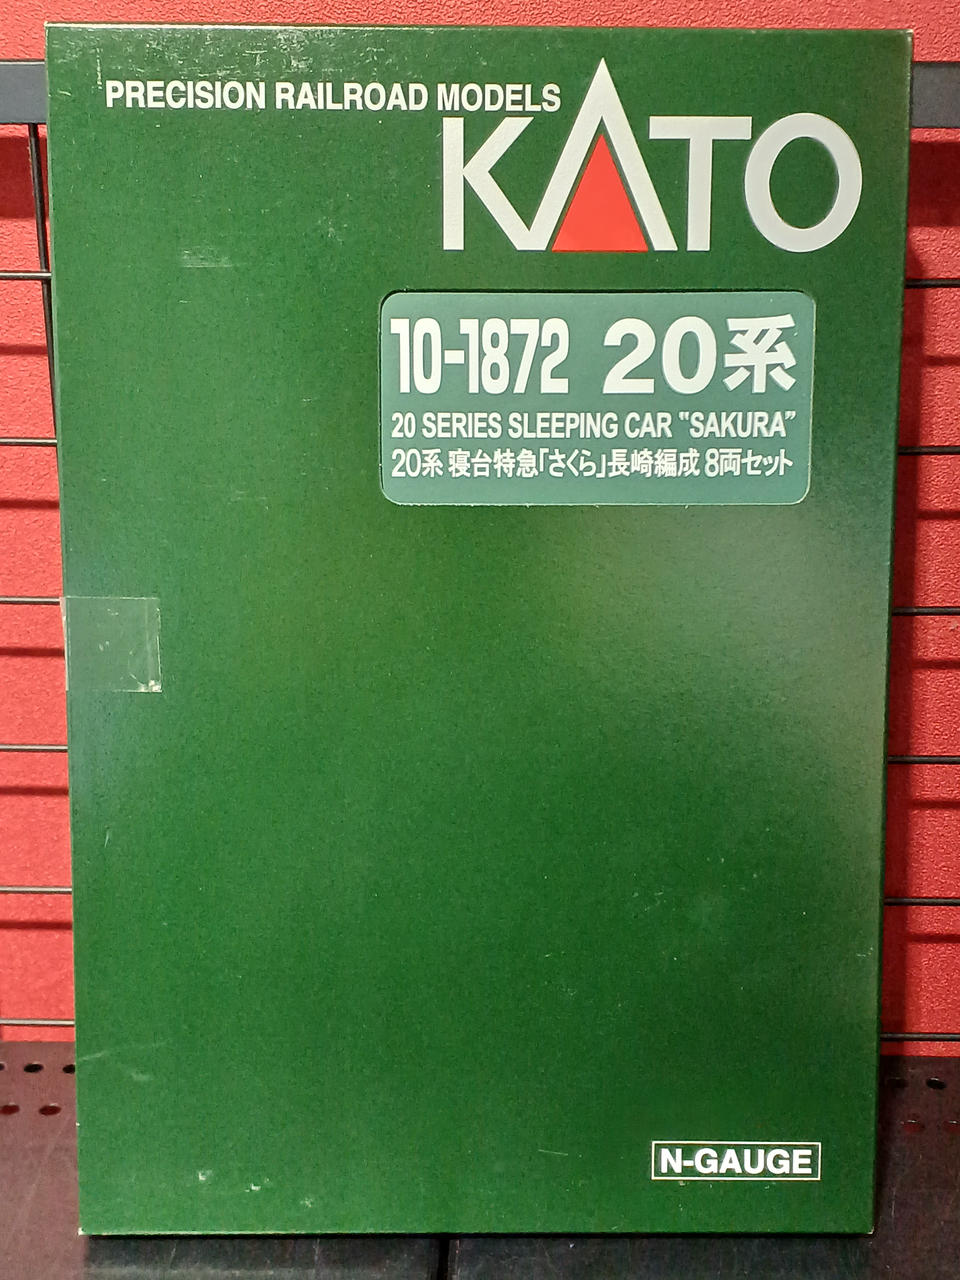 PRECISION RAILROAD MODELS
KATO
10-1872 20系
20 SERIES SLEEPING CAR "SAKURA"
20系 寝台特急「さくら」長崎編成 8両セット
N-GAUGE